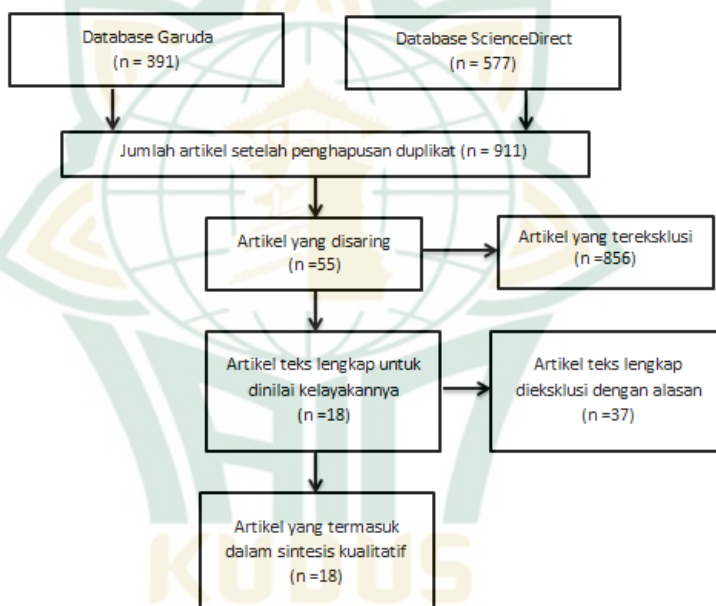 Database Garuda
(n = 391)
Database ScienceDirect
(n = 577)
Jumlah artikel setelah penghapusan duplikat (n = 911)
Artikel yang disaring
(n =55)
Artikel yang tereksklusi
(n =856)
Artikel teks lengkap untuk
dinilai kelayakannya
(n =18)
Artikel teks lengkap
dieksklusi dengan alasan
(n =37)
Artikel yang termasuk
dalam sintesis kualitatif
(n =18)
KUDUS